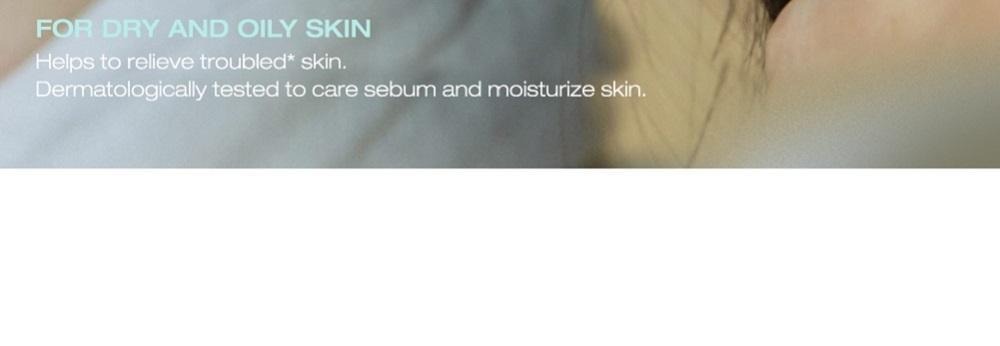 FOR DRY AND OILY SKIN
Helps to relieve troubled* skin.
Dermatologically tested to care sebum and moisturize skin.